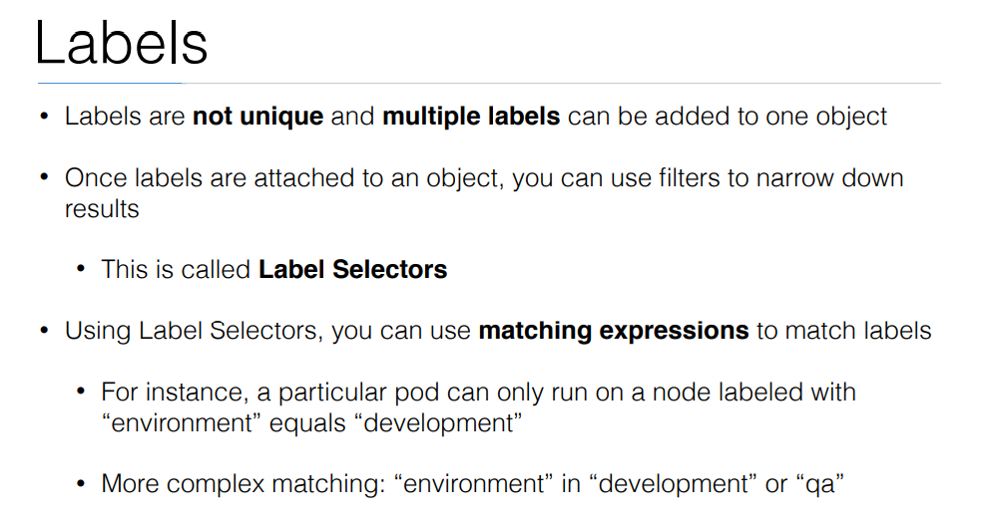 Labels
• Labels are not unique and multiple labels can be added to one object
• Once labels are attached to an object, you can use filters to narrow down
results
• This is called Label Selectors
• Using Label Selectors, you can use matching expressions to match labels
• For instance, a particular pod can only run on a node labeled with
“environment” equals “development”
• More complex matching: “environment” in “development” or “qa”